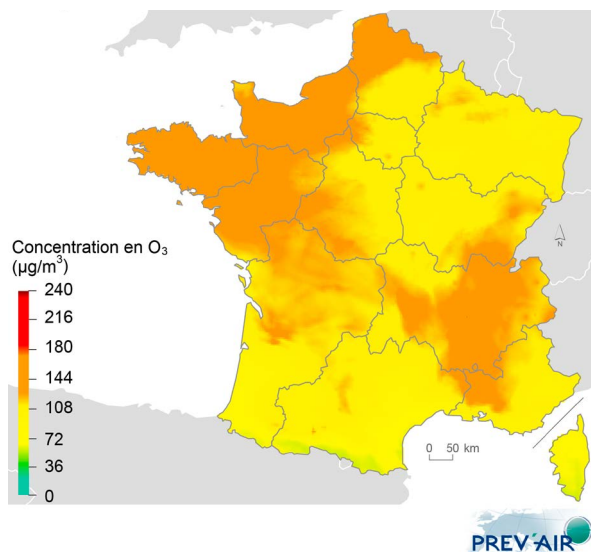 Concentration en O₃
(µg/m³)
240
216
180
144
108
72
36
0
N
0 50 km
PREV'AIR